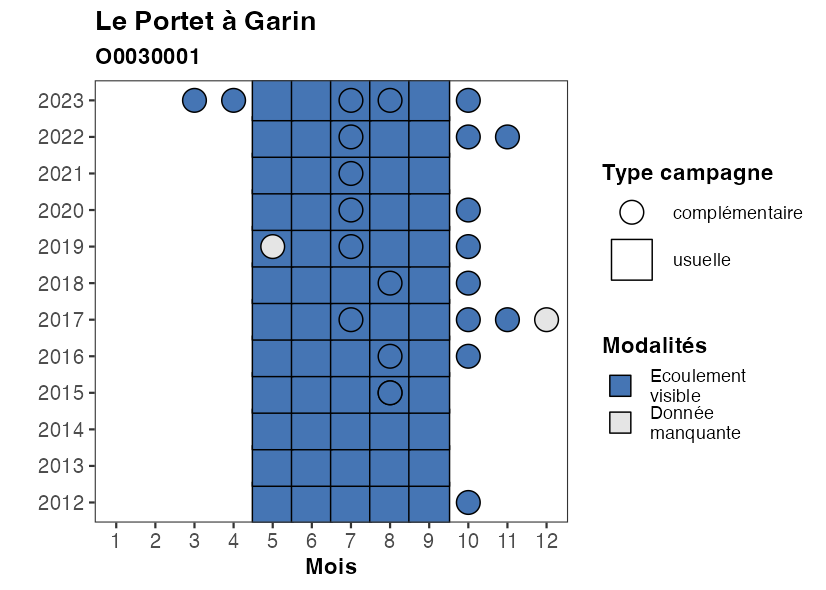 Le Portet à Garin
O0030001
2023
2022
2021
2020
2019
2018
2017
2016
2015
2014
2013
2012
1 2 3 4 5 6 7 8 9 10 11 12
Mois
Type campagne
complémentaire
usuelle
Modalités
Ecoulement
visible
Donnée
manquante